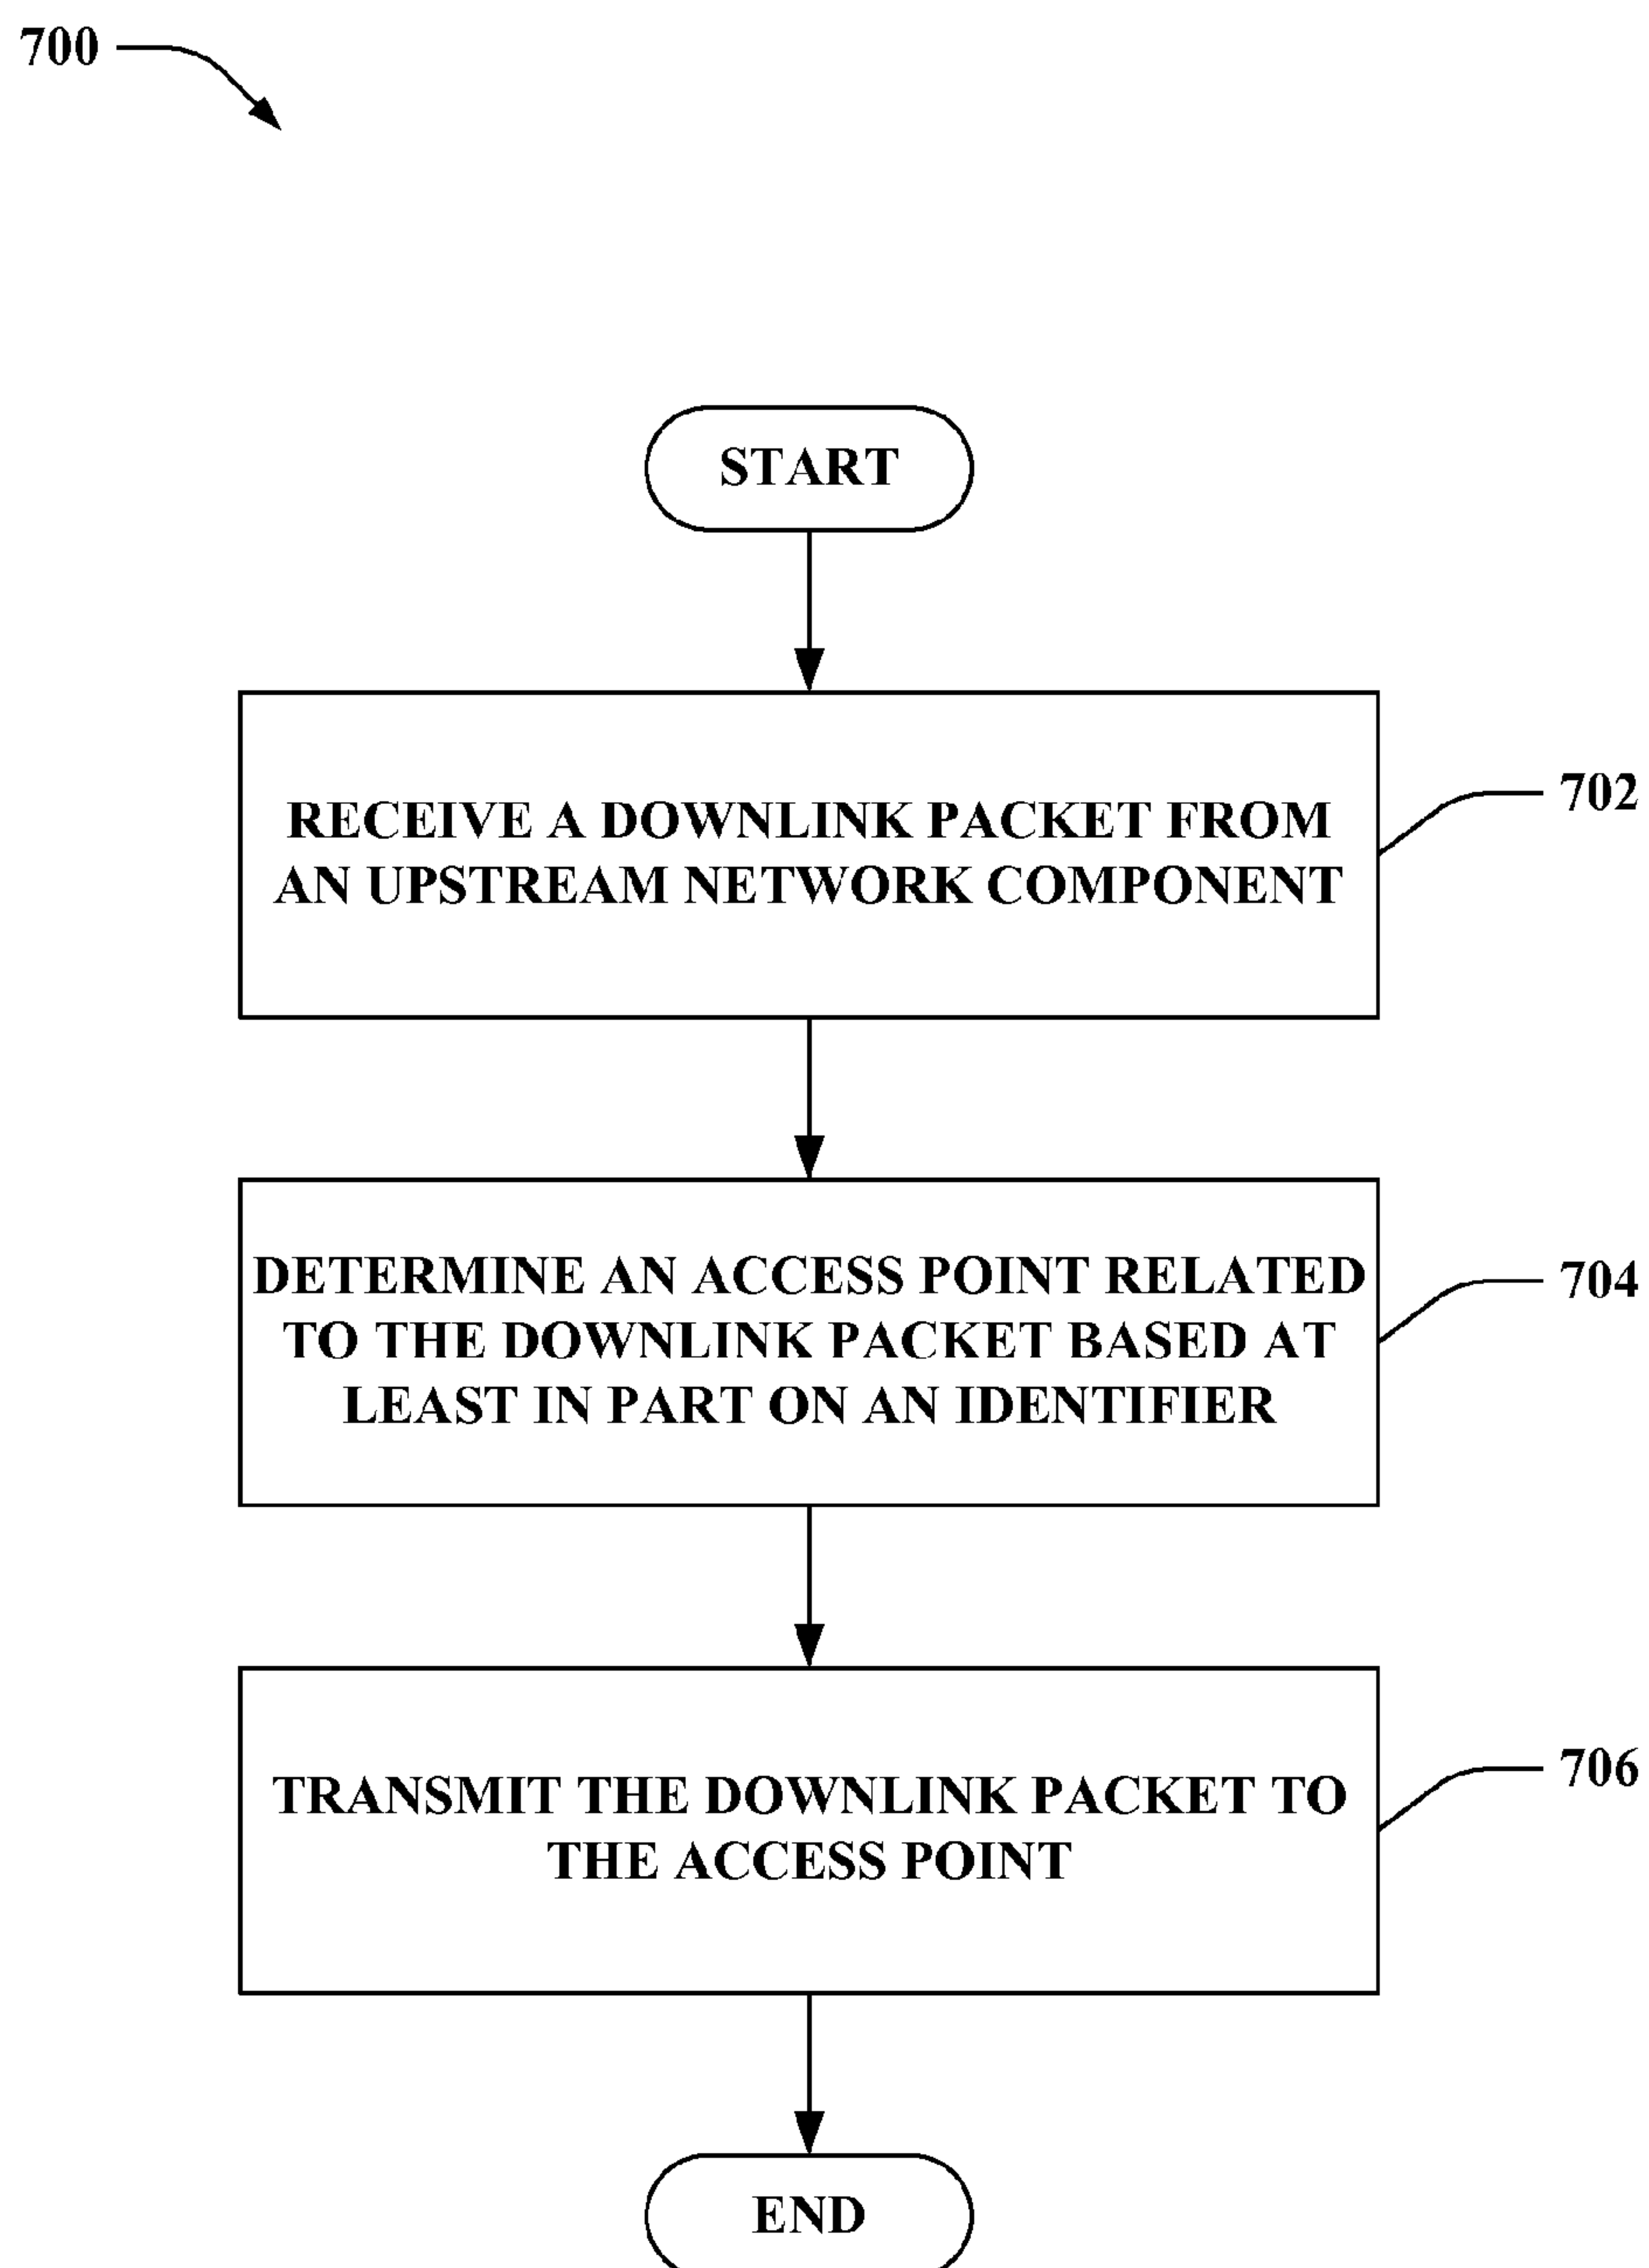 700
START
RECEIVE A DOWNLINK PACKET FROM
AN UPSTREAM NETWORK COMPONENT
702
DETERMINE AN ACCESS POINT RELATED
TO THE DOWNLINK PACKET BASED AT
LEAST IN PART ON AN IDENTIFIER
704
TRANSMIT THE DOWNLINK PACKET TO
THE ACCESS POINT
706
END